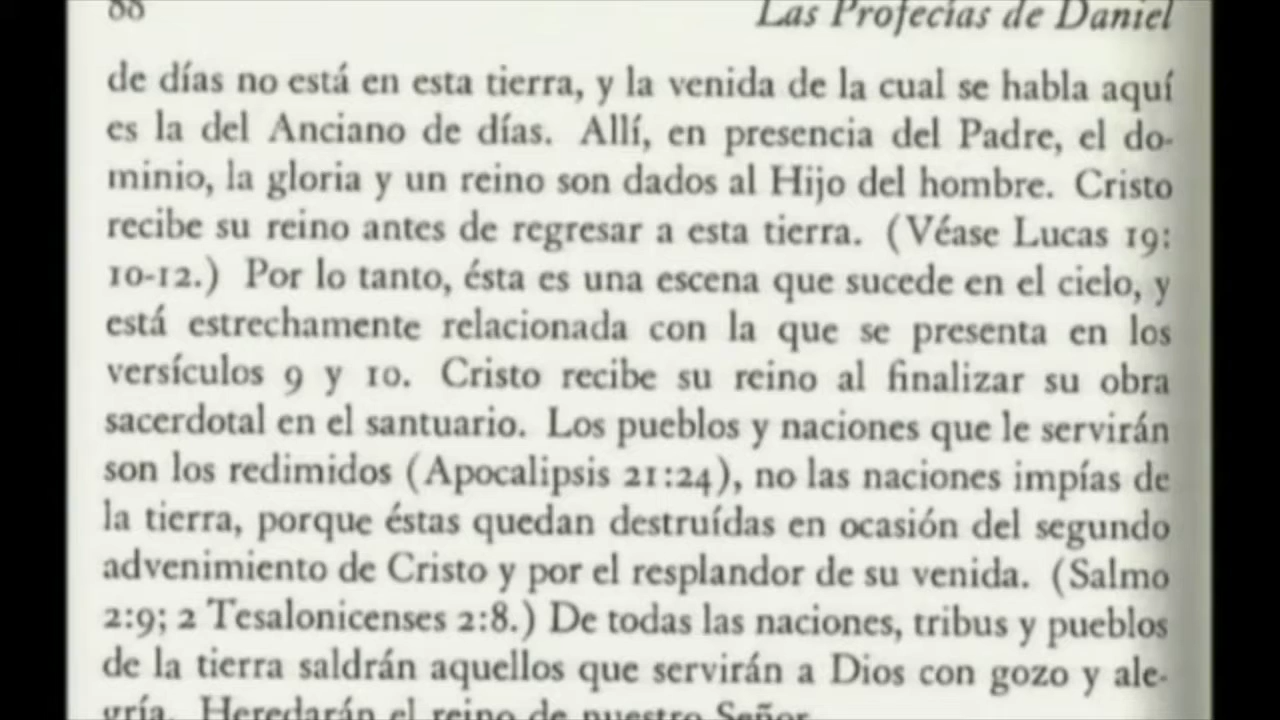 88 Las Profecías de Daniel
de días no está en esta tierra, y la venida de la cual se habla aquí
es la del Anciano de días. Allí, en presencia del Padre, el do-
minio, la gloria y un reino son dados al Hijo del hombre. Cristo
recibe su reino antes de regresar a esta tierra. (Véase Lucas 19:
10-12.) Por lo tanto, ésta es una escena que sucede en el cielo, y
está estrechamente relacionada con la que se presenta en los
versículos 9 y 10. Cristo recibe su reino al finalizar su obra
sacerdotal en el santuario. Los pueblos y naciones que le servirán
son los redimidos (Apocalipsis 21:24), no las naciones impías de
la tierra, porque éstas quedan destruídas en ocasión del segundo
advenimiento de Cristo y por el resplandor de su venida. (Salmo
2:9; 2 Tesalonicenses 2:8.) De todas las naciones, tribus y pueblos
de la tierra saldrán aquellos que servirán a Dios con gozo y ale-
gría. Heredarán el reino de nuestro Señor.